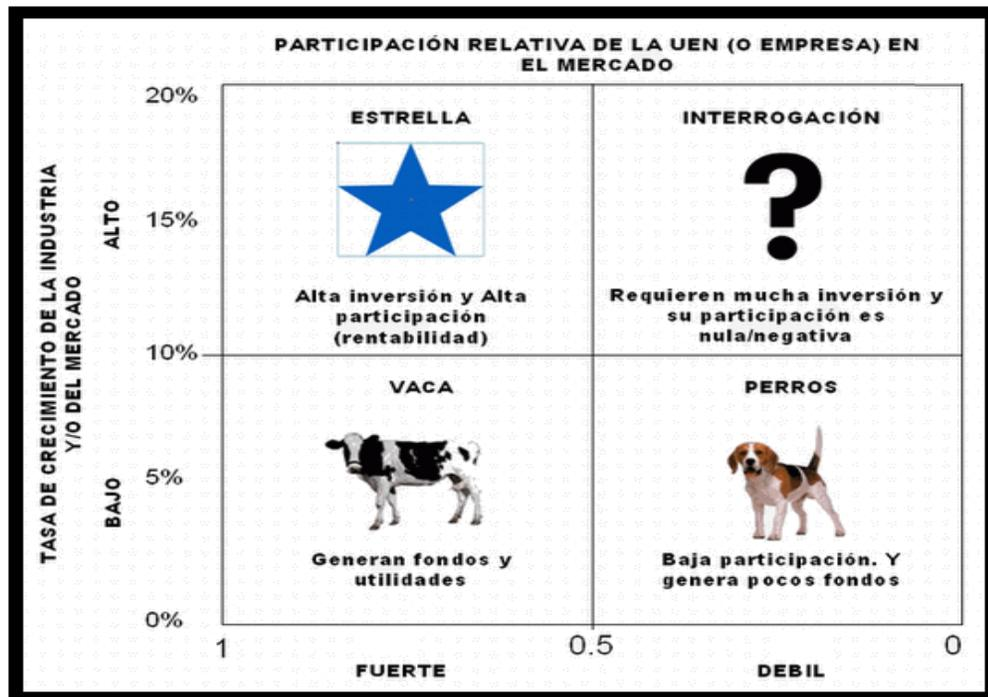 PARTICIPACIÓN RELATIVA DE LA UEN (O EMPRESA) EN
EL MERCADO
TASA DE CRECIMIENTO DE LA INDUSTRIA
Y/O DEL MERCADO
ALTO
BAJO
20%
15%
10%
5%
0%
ESTRELLA
Alta inversión y Alta
participación
(rentabilidad)
INTERROGACIÓN
?
Requieren mucha inversión y
su participación es
nula/negativa
VACA
Generan fondos y
utilidades
PERROS
Baja participación. Y
genera pocos fondos
1
0.5
0
FUERTE
DEBIL